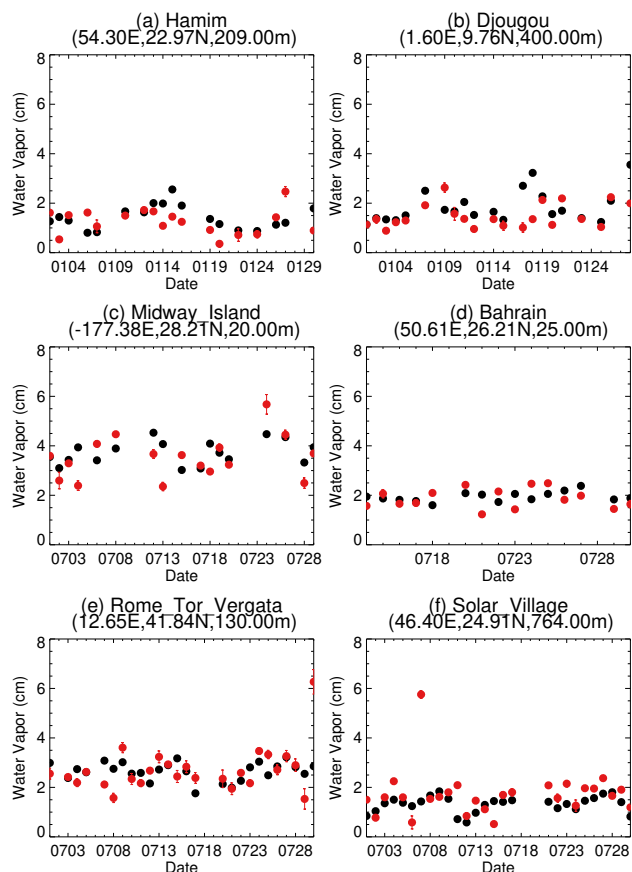 (a) Hamim
(54.30E,22.97N,209.00m)
8
6
4
2
0
Water Vapor (cm)
0104 0109 0114 0119 0124 0129
Date
(b) Djougou
(1.60E,9.76N,400.00m)
8
6
4
2
0
Water Vapor (cm)
0104 0109 0114 0119 0124
Date
(c) Midway_Island
(-177.38E,28.21N,20.00m)
8
6
4
2
0
Water Vapor (cm)
0703 0708 0713 0718 0723 0728
Date
(d) Bahrain
(50.61E,26.21N,25.00m)
8
6
4
2
0
Water Vapor (cm)
0718 0723 0728
Date
(e) Rome_Tor_Vergata
(12.65E,41.84N,130.00m)
8
6
4
2
0
Water Vapor (cm)
0703 0708 0713 0718 0723 0728
Date
(f) Solar_Village
(46.40E,24.91N,764.00m)
8
6
4
2
0
Water Vapor (cm)
0703 0708 0713 0718 0723 0728
Date